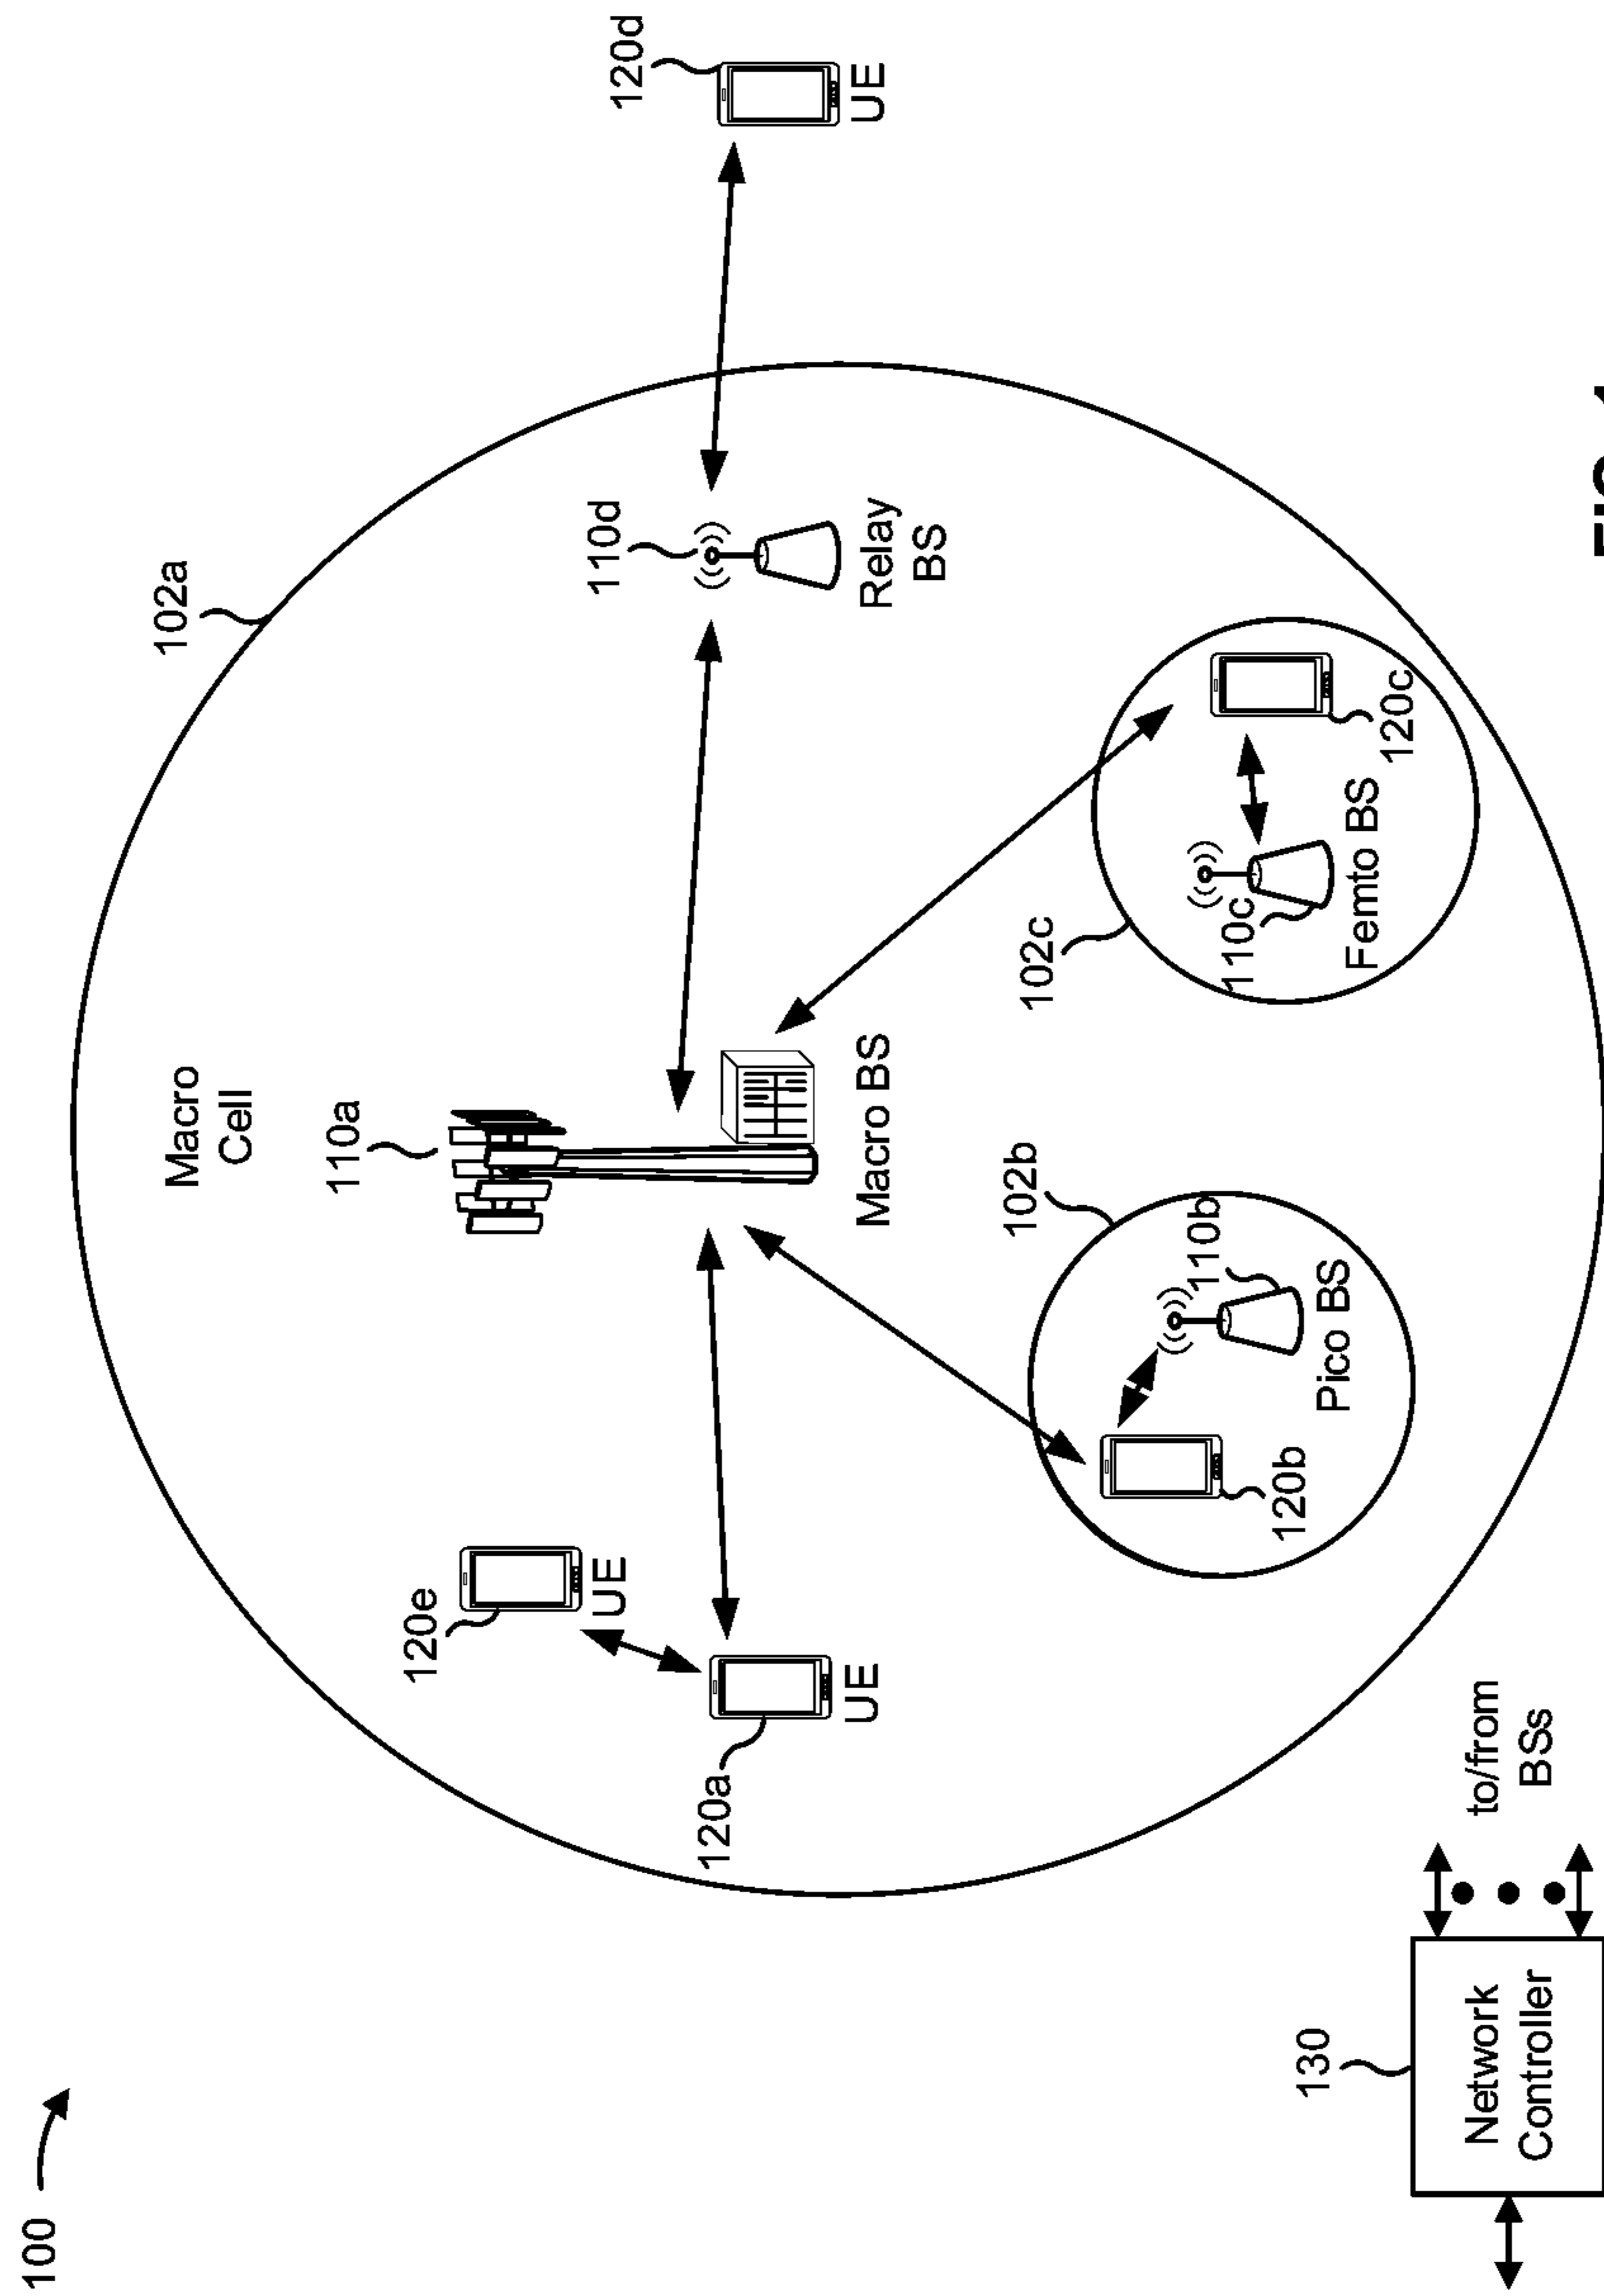 100
102a
Macro
Cell
110a
120e
UE
120a
UE
Macro BS
110d
Relay
BS
120d
UE
102b
110b
Pico BS
120b
102c
110c
Femto BS
120c
130
Network
Controller
to/from
BSs